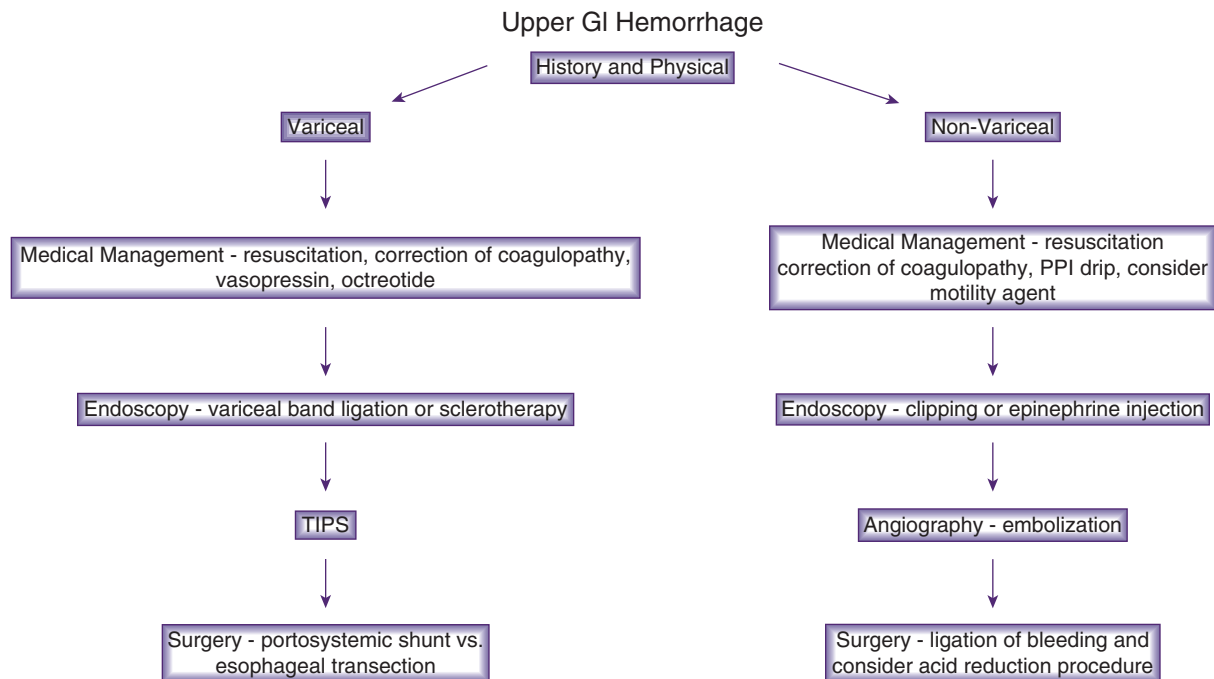 Upper GI Hemorrhage
History and Physical
Variceal
Non-Variceal
Medical Management - resuscitation, correction of coagulopathy,
vasopressin, octreotide
Medical Management - resuscitation
correction of coagulopathy, PPI drip, consider
motility agent
Endoscopy - variceal band ligation or sclerotherapy
Endoscopy - clipping or epinephrine injection
TIPS
Angiography - embolization
Surgery - portosystemic shunt vs.
esophageal transection
Surgery - ligation of bleeding and
consider acid reduction procedure